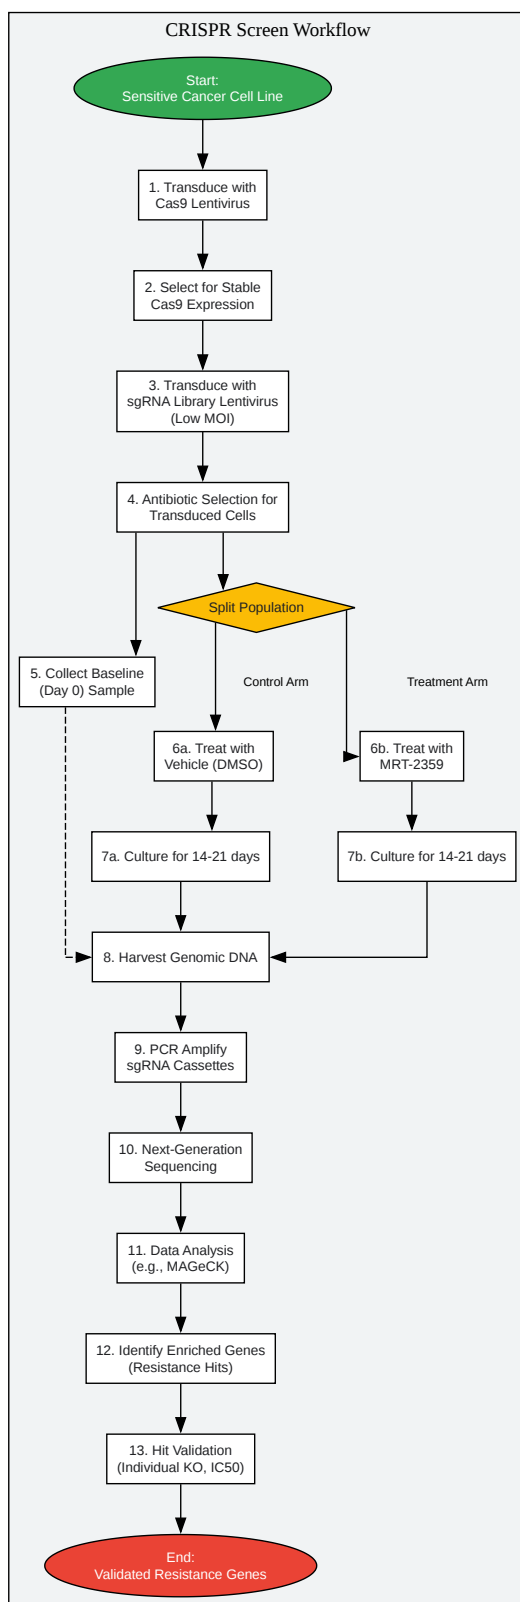 CRISPR Screen Workflow
Start:
Sensitive Cancer Cell Line
1. Transduce with
Cas9 Lentivirus
2. Select for Stable
Cas9 Expression
3. Transduce with
sgRNA Library Lentivirus
(Low MOI)
4. Antibiotic Selection for
Transduced Cells
Split Population
5. Collect Baseline
(Day 0) Sample
Control Arm
Treatment Arm
6a. Treat with
Vehicle (DMSO)
6b. Treat with
MRT-2359
7a. Culture for 14-21 days
7b. Culture for 14-21 days
8. Harvest Genomic DNA
9. PCR Amplify
sgRNA Cassettes
10. Next-Generation
Sequencing
11. Data Analysis
(e.g., MAGeCK)
12. Identify Enriched Genes
(Resistance Hits)
13. Hit Validation
(Individual KO, IC50)
End:
Validated Resistance Genes